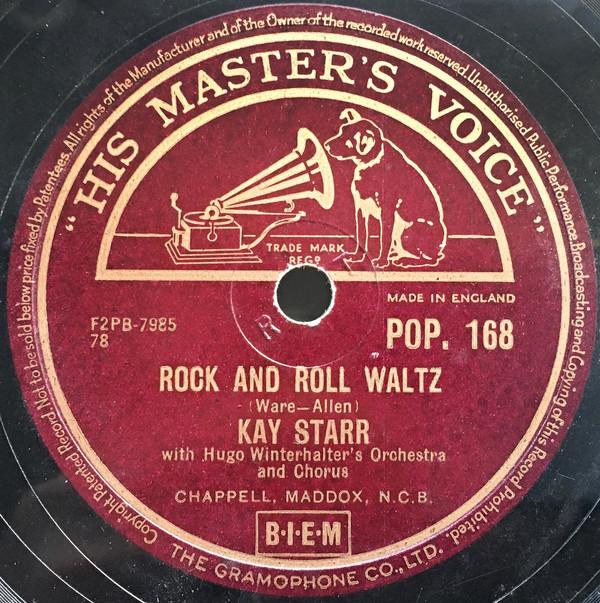 Copyright Patented Record Not to be sold below price fixed by Patentees. All rights of the Manufacturer and of the Owner of the recorded work reserved. Unauthorised Public Performance, Broadcasting and Copying of this Record Prohibited.
"HIS MASTER'S VOICE"
TRADE MARK
REGD
R
MADE IN ENGLAND
F2PB-7985
POP. 168
78
ROCK AND ROLL WALTZ
(Ware—Allen)
KAY STARR
with Hugo Winterhalter's Orchestra
and Chorus
CHAPPELL, MADDOX, N.C.B.
B·I·E·M
THE GRAMOPHONE CO., LTD.